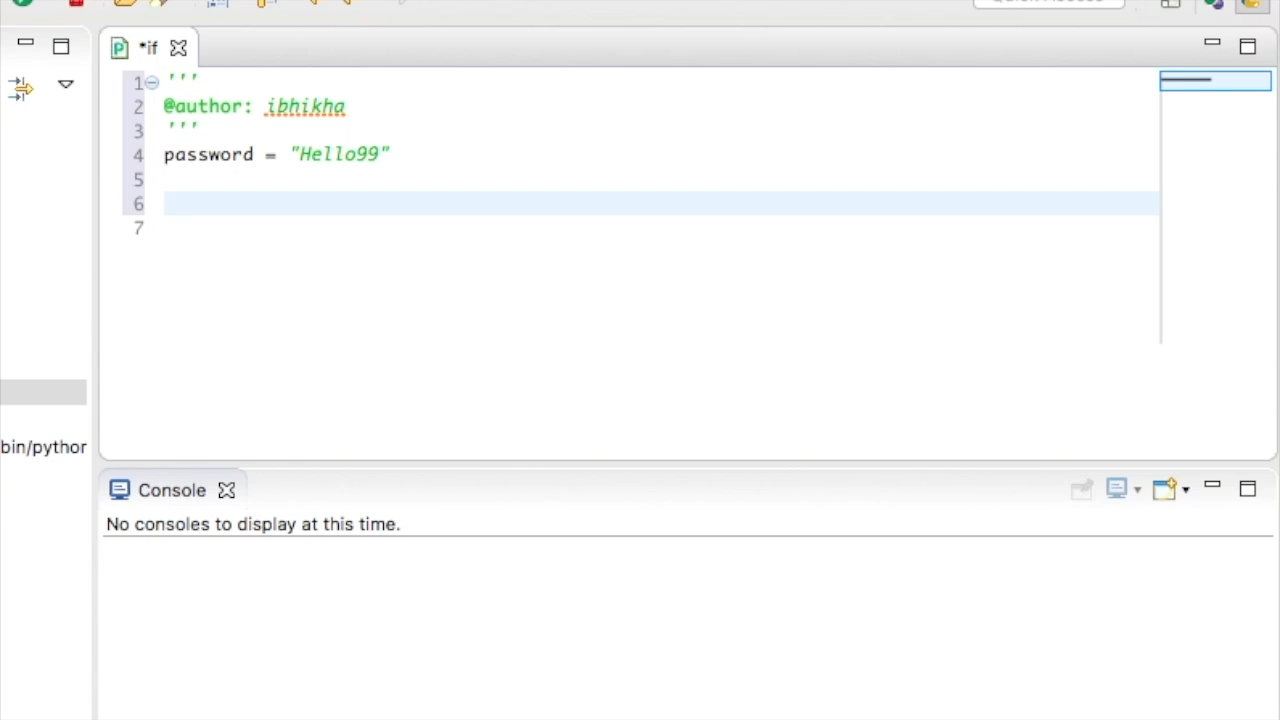 *if
1 '''
2 @author: ibhikha
3 '''
4 password = "Hello99"
5
6
7
bin/pythor
Console
No consoles to display at this time.